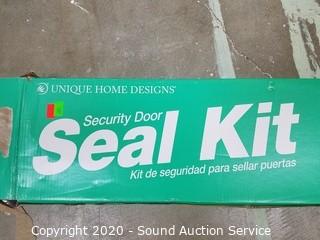 UNIQUE HOME DESIGNS®
Security Door
Seal Kit
Kit de seguridad para sellar puertas
Copyright 2020 - Sound Auction Service